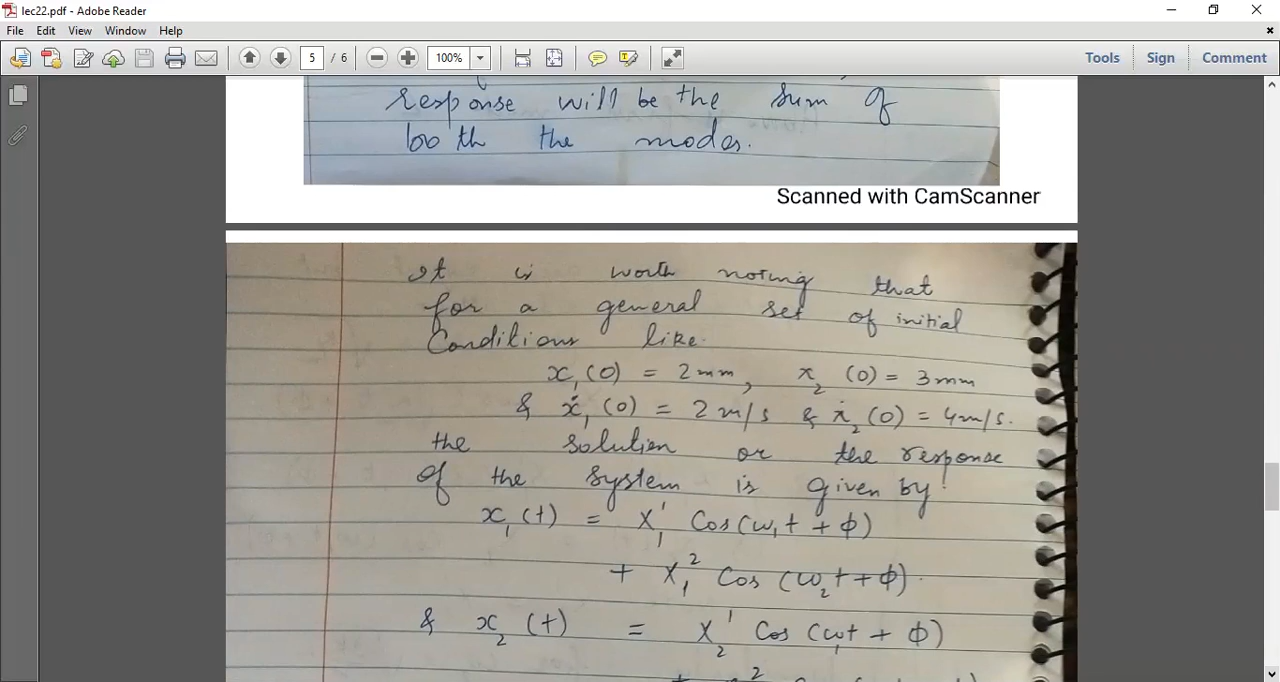 lec22.pdf - Adobe Reader
File Edit View Window Help
5 / 6 100% Tools Sign Comment
response will be the sum of
both the modes.
Scanned with CamScanner
It is worth noting that
for a general set of initial
Conditions like
x₁(0) = 2mm, x₂(0) = 3mm
& ẋ₁(0) = 2m/s & ẋ₂(0) = 4m/s.
the solution or the response
of the system is given by:
x₁(t) = X₁¹ Cos(ω₁t + ϕ)
+ X₁² Cos(ω₂t + ϕ).
& x₂(t) = X₂¹ Cos(ω₁t + ϕ)